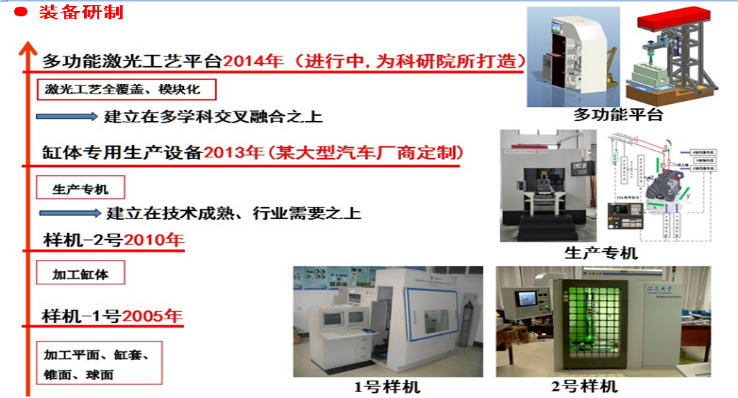 装备研制
多功能激光工艺平台2014年（进行中,为科研院所打造）
激光工艺全覆盖、模块化
建立在多学科交叉融合之上
多功能平台
缸体专用生产设备2013年(某大型汽车厂商定制)
生产专机
建立在技术成熟、行业需要之上
生产专机
样机-2号2010年
加工缸体
样机-1号2005年
加工平面、缸套、
锥面、球面
江苏大学
1号样机
2号样机